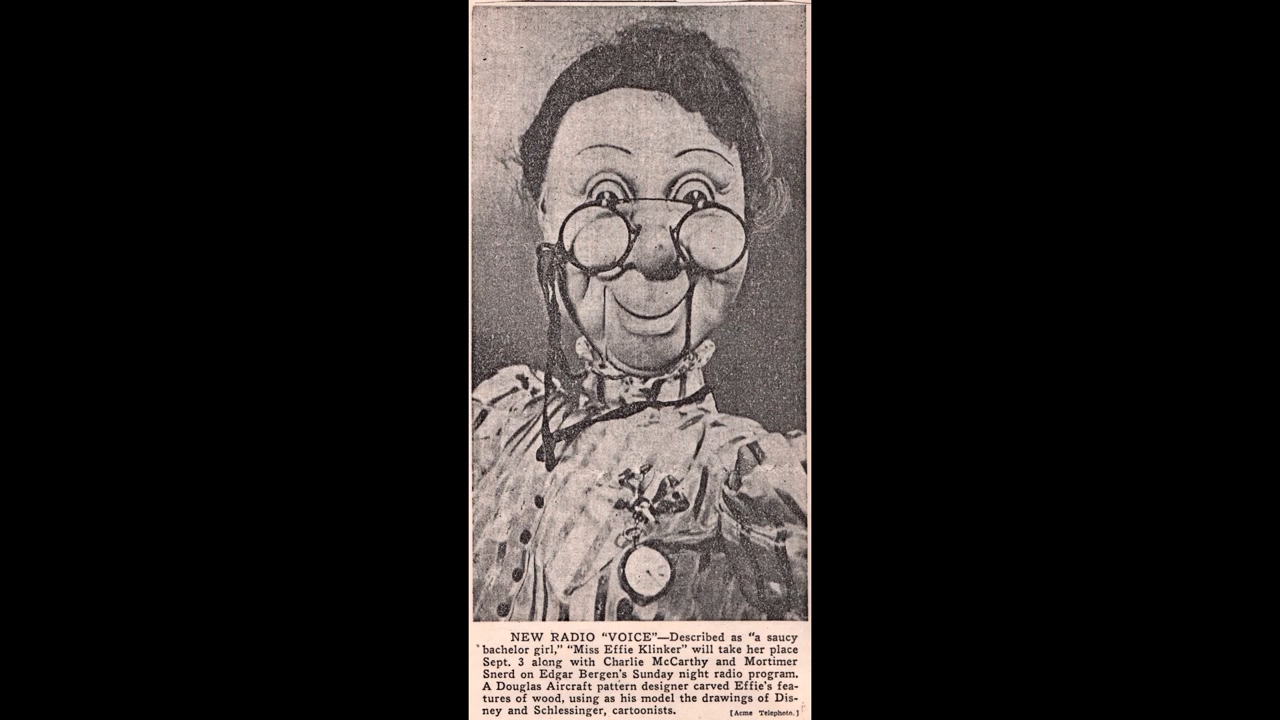 NEW RADIO "VOICE"—Described as "a saucy
bachelor girl," "Miss Effie Klinker" will take her place
Sept. 3 along with Charlie McCarthy and Mortimer
Snerd on Edgar Bergen's Sunday night radio program.
A Douglas Aircraft pattern designer carved Effie's fea-
tures of wood, using as his model the drawings of Dis-
ney and Schlessinger, cartoonists. [Acme Telephoto.]